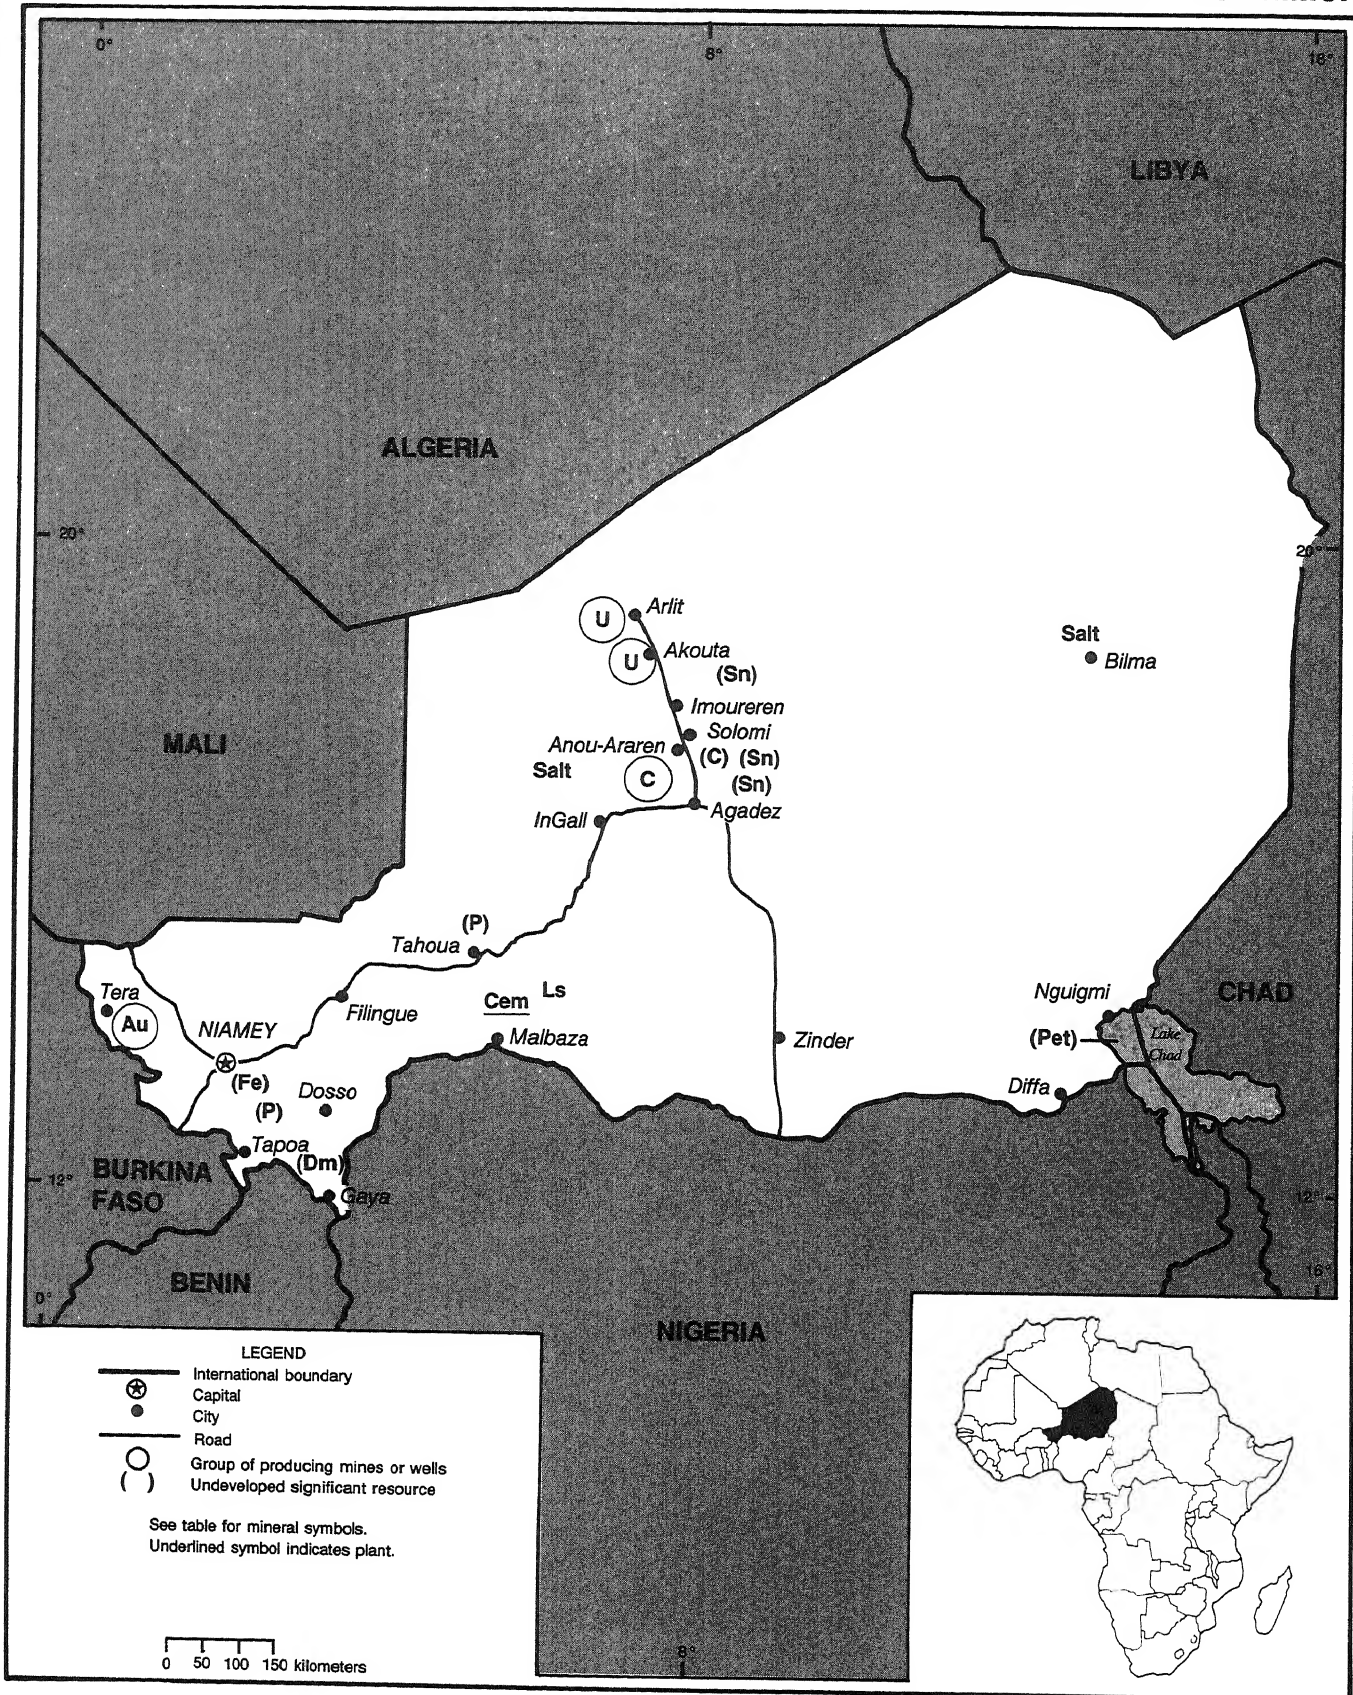 0°
8°
16°
LIBYA
ALGERIA
20°
20°
Arlit
U
Akouta
U
(Sn)
Salt
Bilma
Imoureren
Solomi
MALI
Anou-Araren
(C) (Sn)
Salt
C
(Sn)
Agadez
InGall
(P)
Tahoua
Tera
Au
NIAMEY
Filingue
Cem
Ls
Malbaza
Zinder
Nguigmi
CHAD
(Pet)
Lake
Chad
Diffa
(Fe)
Dosso
(P)
Tapoa
(Dm)
Gaya
BURKINA
FASO
12°
12°
BENIN
16°
0°
NIGERIA
LEGEND
International boundary
Capital
City
Road
Group of producing mines or wells
( ) Undeveloped significant resource
See table for mineral symbols.
Underlined symbol indicates plant.
0 50 100 150 kilometers
8°